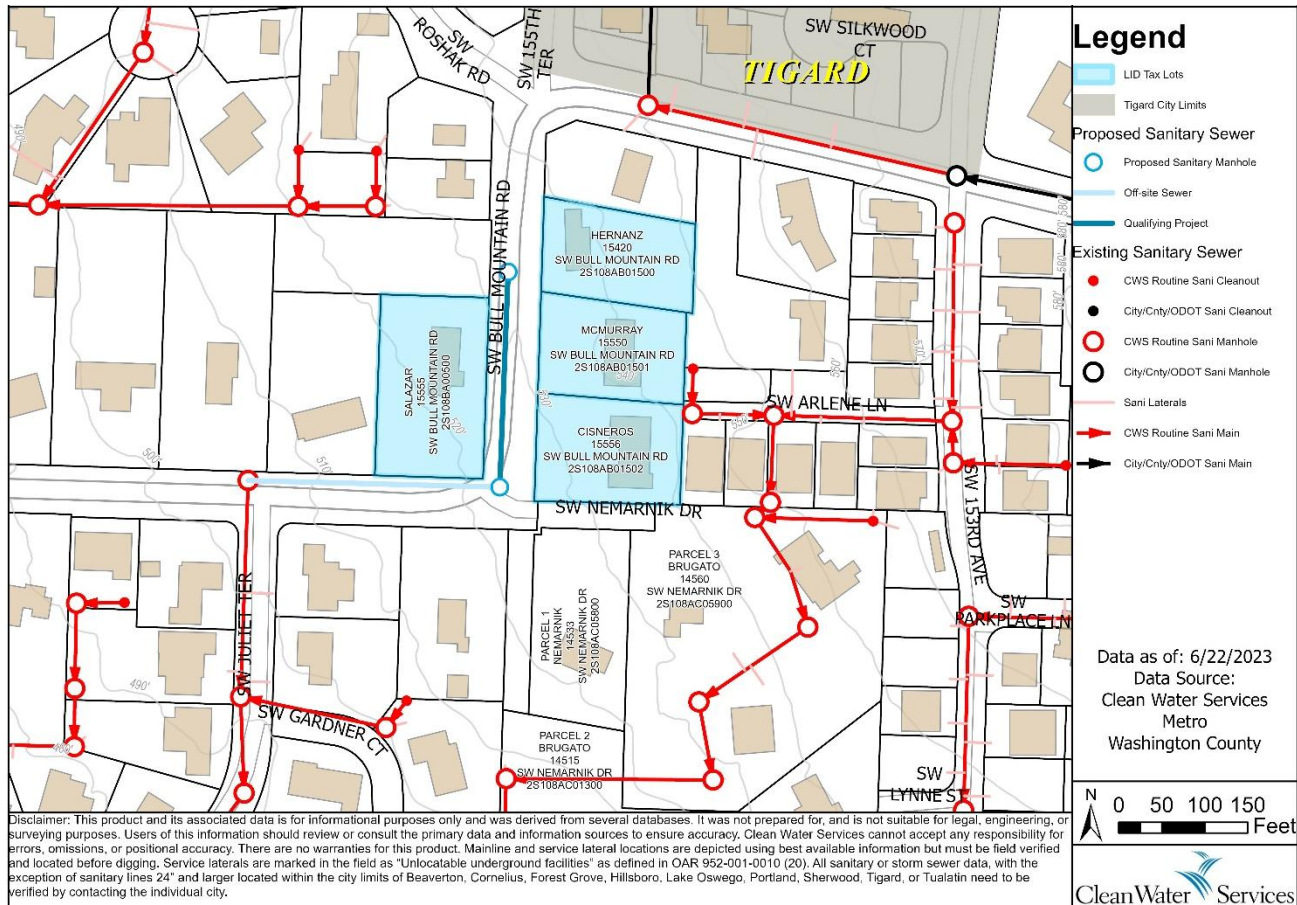 SW
ROSHAK RD
SW 155TH
TER
SW SILKWOOD
CT
TIGARD
490'
580'
580'
580'
580'
SW BULL MOUNTAIN RD
HERNANZ
15420
SW BULL MOUNTAIN RD
2S108AB01500
MCMURRAY
15550
SW BULL MOUNTAIN RD
2S108AB01501
540'
CISNEROS
15556
SW BULL MOUNTAIN RD
2S108AB01502
SALAZAR
15555
SW BULL MOUNTAIN RD
2S108BA00500
520'
530'
570'
560'
550'
SW ARLENE LN
500'
510'
SW NEMARNIK DR
SW 153RD AVE
PARCEL 3
BRUGATO
14560
SW NEMARNIK DR
2S108AC05900
PARCEL 1
NEMARNIK
14533
SW NEMARNIK DR
2S108AC05800
SW
PARKPLACE LN
SW JULIET TER
490'
SW GARDNER CT
480'
PARCEL 2
BRUGATO
14515
SW NEMARNIK DR
2S108AC01300
SW
LYNNE ST
Legend
LID Tax Lots
Tigard City Limits
Proposed Sanitary Sewer
Proposed Sanitary Manhole
Off-site Sewer
Qualifying Project
Existing Sanitary Sewer
CWS Routine Sani Cleanout
City/Cnty/ODOT Sani Cleanout
CWS Routine Sani Manhole
City/Cnty/ODOT Sani Manhole
Sani Laterals
CWS Routine Sani Main
City/Cnty/ODOT Sani Main
Data as of: 6/22/2023
Data Source:
Clean Water Services
Metro
Washington County
N
0 50 100 150
Feet
CleanWater Services
Disclaimer: This product and its associated data is for informational purposes only and was derived from several databases. It was not prepared for, and is not suitable for legal, engineering, or
surveying purposes. Users of this information should review or consult the primary data and information sources to ensure accuracy. Clean Water Services cannot accept any responsibility for
errors, omissions, or positional accuracy. There are no warranties for this product. Mainline and service lateral locations are depicted using best available information but must be field verified
and located before digging. Service laterals are marked in the field as "Unlocatable underground facilities" as defined in OAR 952-001-0010 (20). All sanitary or storm sewer data, with the
exception of sanitary lines 24" and larger located within the city limits of Beaverton, Cornelius, Forest Grove, Hillsboro, Lake Oswego, Portland, Sherwood, Tigard, or Tualatin need to be
verified by contacting the individual city.